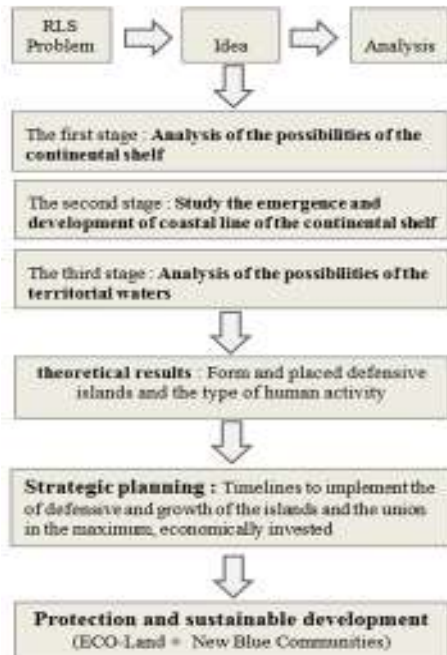 RLS
Problem
Idea
Analysis
The first stage : Analysis of the possibilities of the
continental shelf
The second stage : Study the emergence and
development of coastal line of the continental shelf
The third stage : Analysis of the possibilities of the
territorial waters
theoretical results : Form and placed defensive
islands and the type of human activity
Strategic planning : Timelines to implement the
of defensive and growth of the islands and the union
in the maximum, economically invested
Protection and sustainable development
(ECO-Land + New Blue Communities)